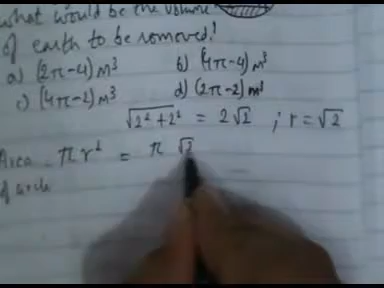 what would be the volume
of earth to be removed?
a) (2π-4)m³ b) (4π-4)m³
c) (4π-2)m³ d) (2π-2)m³
√2²+2² = 2√2 ; r=√2
Area = πr² = π √2
of circle